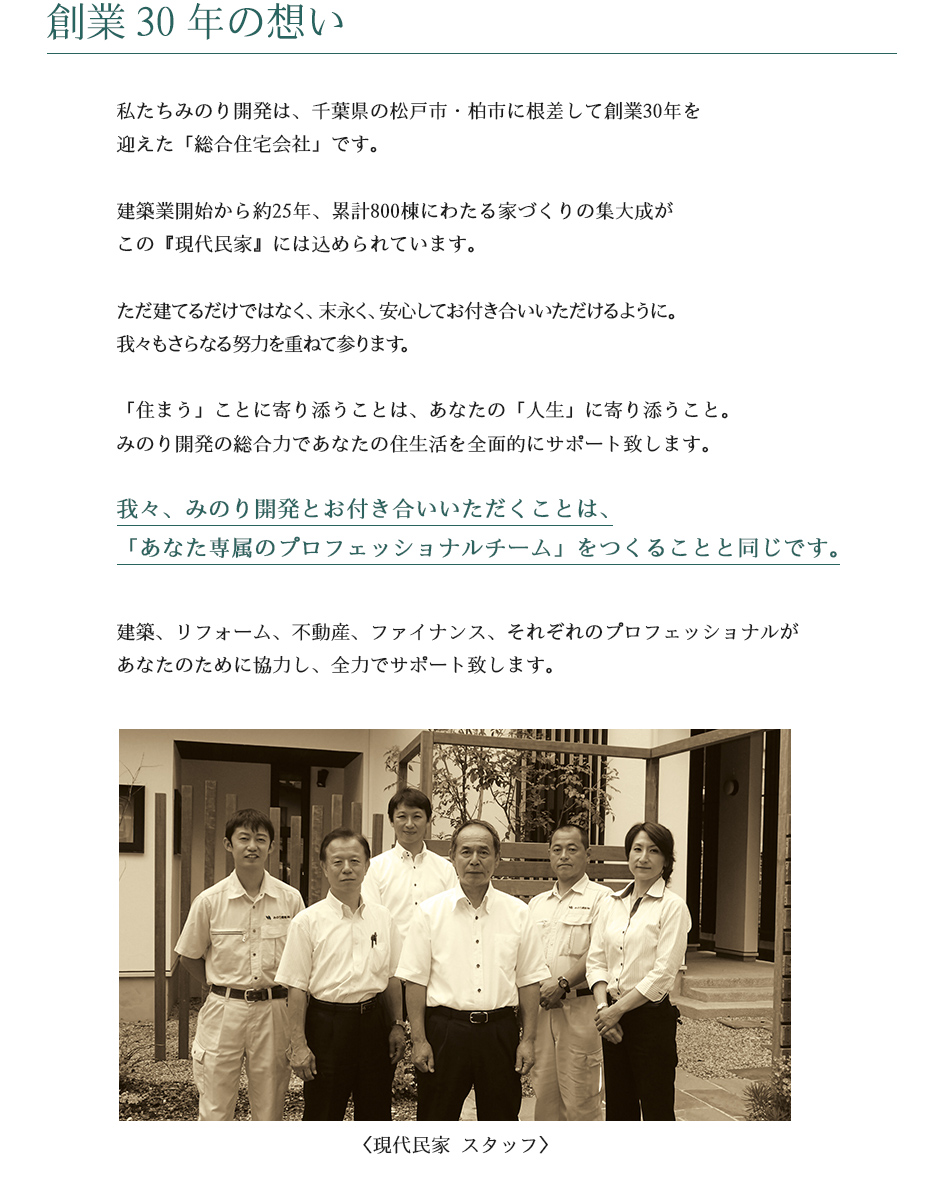 創業 30 年の想い
私たちみのり開発は、千葉県の松戸市・柏市に根差して創業30年を
迎えた「総合住宅会社」です。
建築業開始から約25年、累計800棟にわたる家づくりの集大成が
この『現代民家』には込められています。
ただ建てるだけではなく、末永く、安心してお付き合いいただけるように。
我々もさらなる努力を重ねて参ります。
「住まう」ことに寄り添うことは、あなたの「人生」に寄り添うこと。
みのり開発の総合力であなたの住生活を全面的にサポート致します。
我々、みのり開発とお付き合いいただくことは、
「あなた専属のプロフェッショナルチーム」をつくることと同じです。
建築、リフォーム、不動産、ファイナンス、それぞれのプロフェッショナルが
あなたのために協力し、全力でサポート致します。
〈現代民家 スタッフ〉